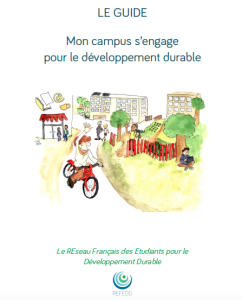 LE GUIDE
Mon campus s'engage
pour le développement durable
Le REseau Français des Etudiants pour le
Développement Durable
REFEDD